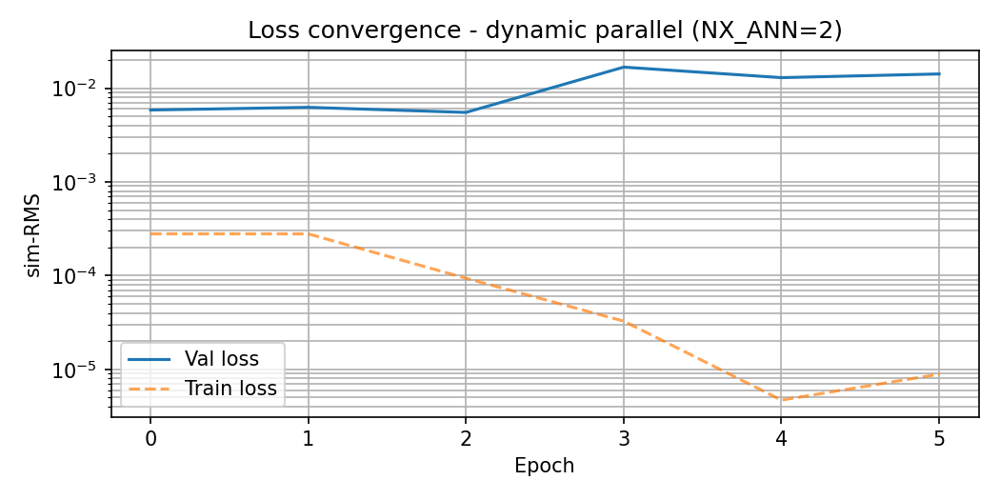 Loss convergence - dynamic parallel (NX_ANN=2)
sim-RMS
10⁻²
10⁻³
10⁻⁴
10⁻⁵
Val loss
Train loss
0 1 2 3 4 5
Epoch